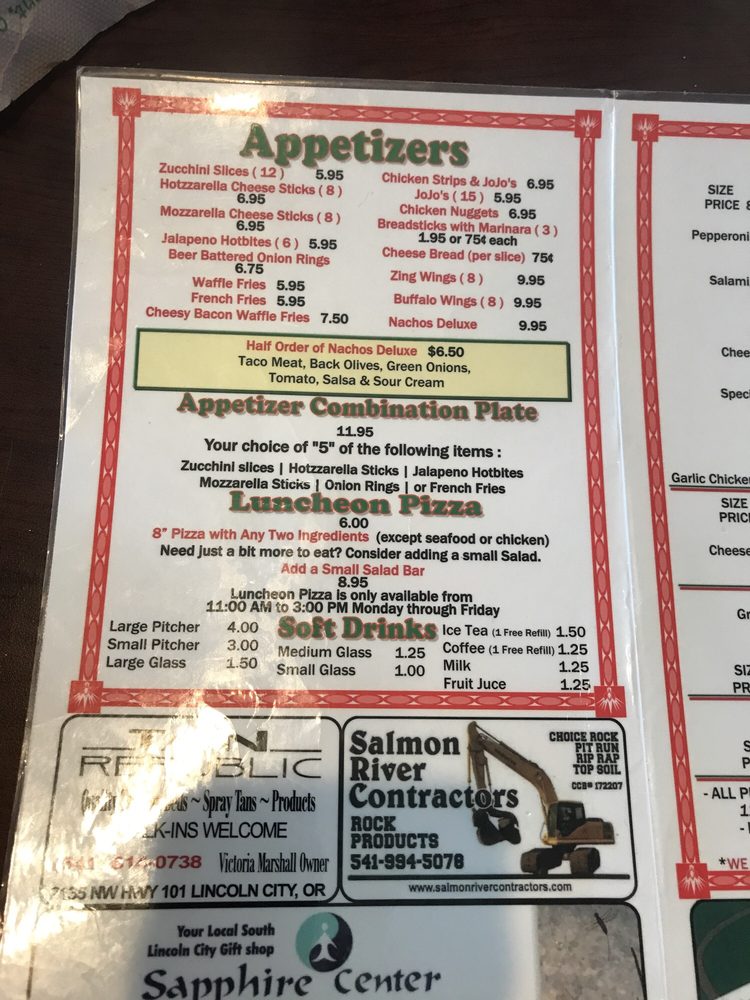 Appetizers
Zucchini Slices ( 12 ) 5.95
Hotzzarella Cheese Sticks ( 8 )
6.95
Mozzarella Cheese Sticks ( 8 )
6.95
Jalapeno Hotbites ( 6 ) 5.95
Beer Battered Onion Rings
6.75
Waffle Fries 5.95
French Fries 5.95
Cheesy Bacon Waffle Fries 7.50
Chicken Strips & JoJo's 6.95
JoJo's ( 15 ) 5.95
Chicken Nuggets 6.95
Breadsticks with Marinara ( 3 )
1.95 or 75¢ each
Cheese Bread (per slice) 75¢
Zing Wings ( 8 ) 9.95
Buffalo Wings ( 8 ) 9.95
Nachos Deluxe 9.95
Half Order of Nachos Deluxe $6.50
Taco Meat, Back Olives, Green Onions,
Tomato, Salsa & Sour Cream
Appetizer Combination Plate
11.95
Your choice of "5" of the following items :
Zucchini slices | Hotzzarella Sticks | Jalapeno Hotbites
Mozzarella Sticks | Onion Rings | or French Fries
Luncheon Pizza
6.00
8" Pizza with Any Two Ingredients (except seafood or chicken)
Need just a bit more to eat? Consider adding a small Salad.
Add a Small Salad Bar
8.95
Luncheon Pizza is only available from
11:00 AM to 3:00 PM Monday through Friday
Soft Drinks
Large Pitcher 4.00
Small Pitcher 3.00
Large Glass 1.50
Medium Glass 1.25
Small Glass 1.00
Ice Tea (1 Free Refill) 1.50
Coffee (1 Free Refill) 1.25
Milk 1.25
Fruit Juce 1.25
REPUBLIC
~ Spray Tans ~ Products
WELCOME
0738 Victoria Marshall Owner
NW HWY 101 LINCOLN CITY, OR
Salmon
River
Contractors
ROCK
PRODUCTS
541-994-5078
CHOICE ROCK
PIT RUN
RIP RAP
TOP SOIL
CCB# 172207
www.salmonrivercontractors.com
Your Local South
Lincoln City Gift shop
Sapphire Center
SIZE
PRICE
Pepperoni
Salami
Garlic Chicken
SIZE